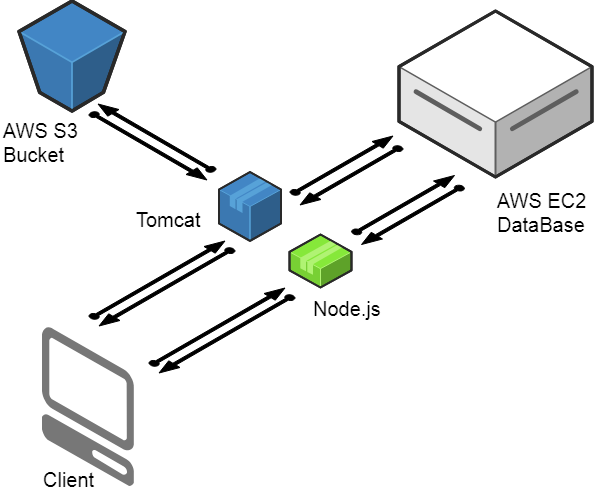 AWS S3
Bucket
Tomcat
AWS EC2
DataBase
Node.js
Client